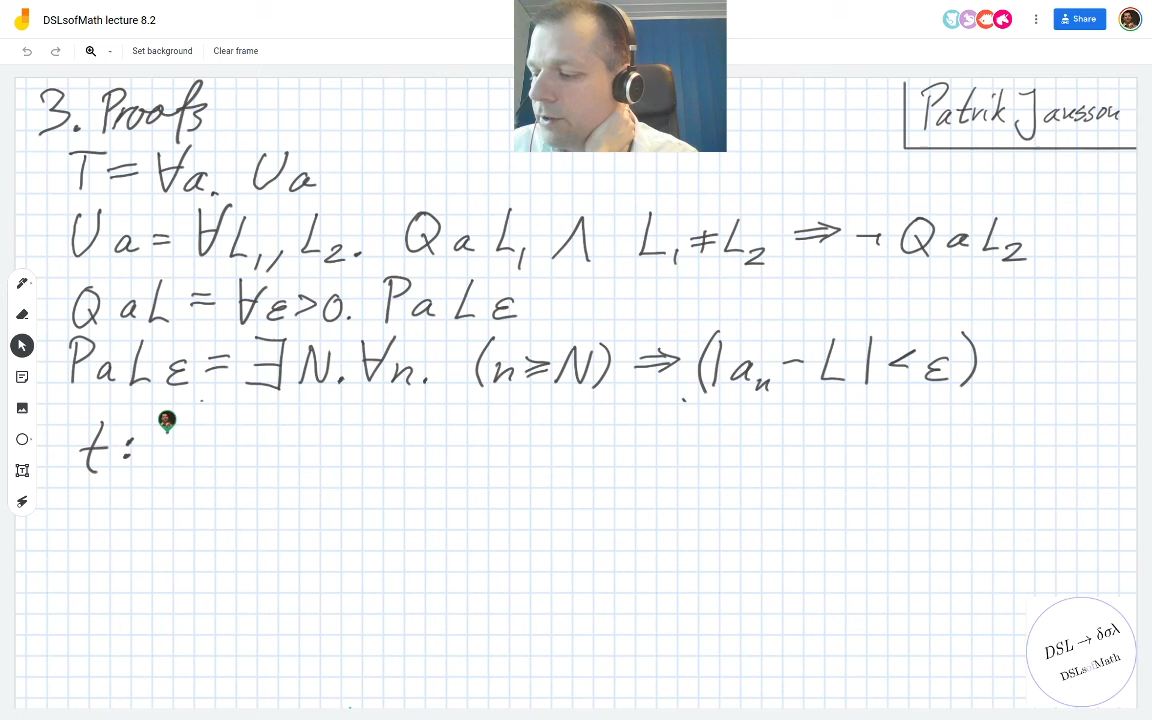 DSLsofMath lecture 8.2
Share
Set background
Clear frame
3. Proofs
Patrik Jansson
T = ∀a. U a
U a = ∀L₁, L₂. Q a L₁ ∧ L₁ ≠ L₂ ⇒ ¬ Q a L₂
Q a L = ∀ε > 0. P a L ε
P a L ε = ∃N. ∀n. (n ≥ N) ⇒ (|aₙ − L| < ε)
t :
DSL → δσλ
DSLsofMath